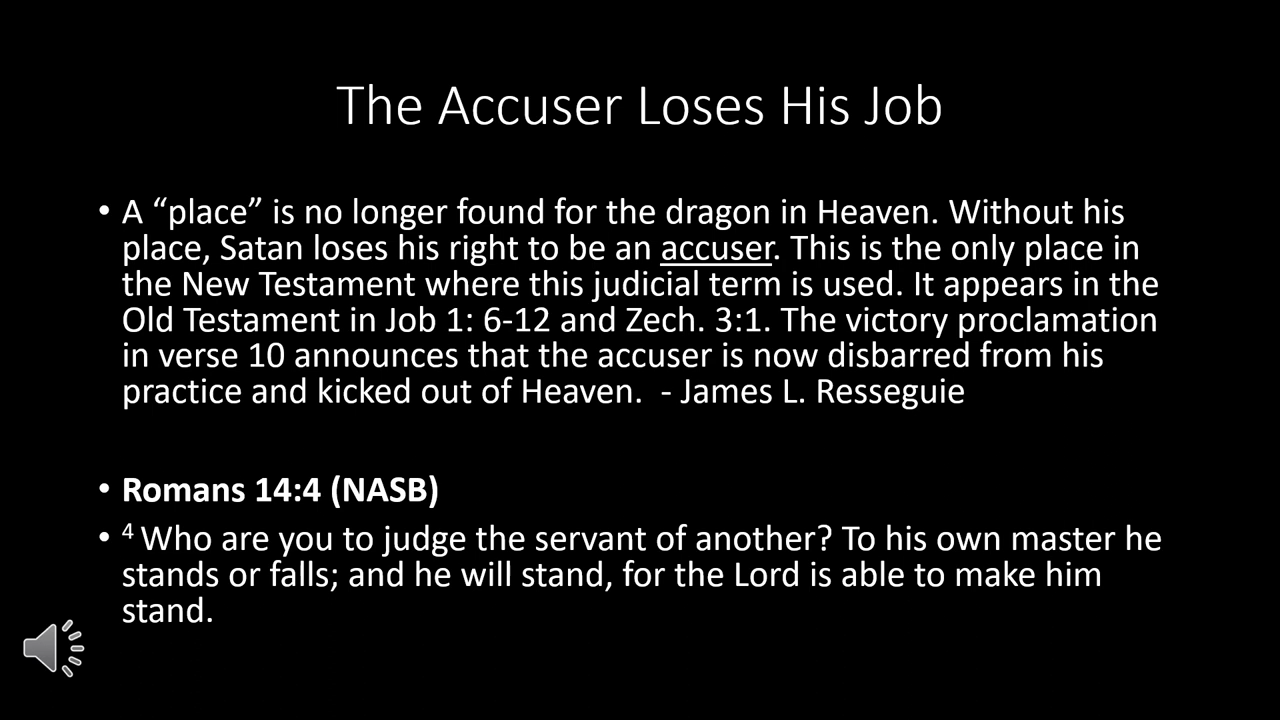 The Accuser Loses His Job
• A “place” is no longer found for the dragon in Heaven. Without his
place, Satan loses his right to be an accuser. This is the only place in
the New Testament where this judicial term is used. It appears in the
Old Testament in Job 1: 6-12 and Zech. 3:1. The victory proclamation
in verse 10 announces that the accuser is now disbarred from his
practice and kicked out of Heaven.  - James L. Resseguie
• Romans 14:4 (NASB)
• 4 Who are you to judge the servant of another? To his own master he
stands or falls; and he will stand, for the Lord is able to make him
stand.